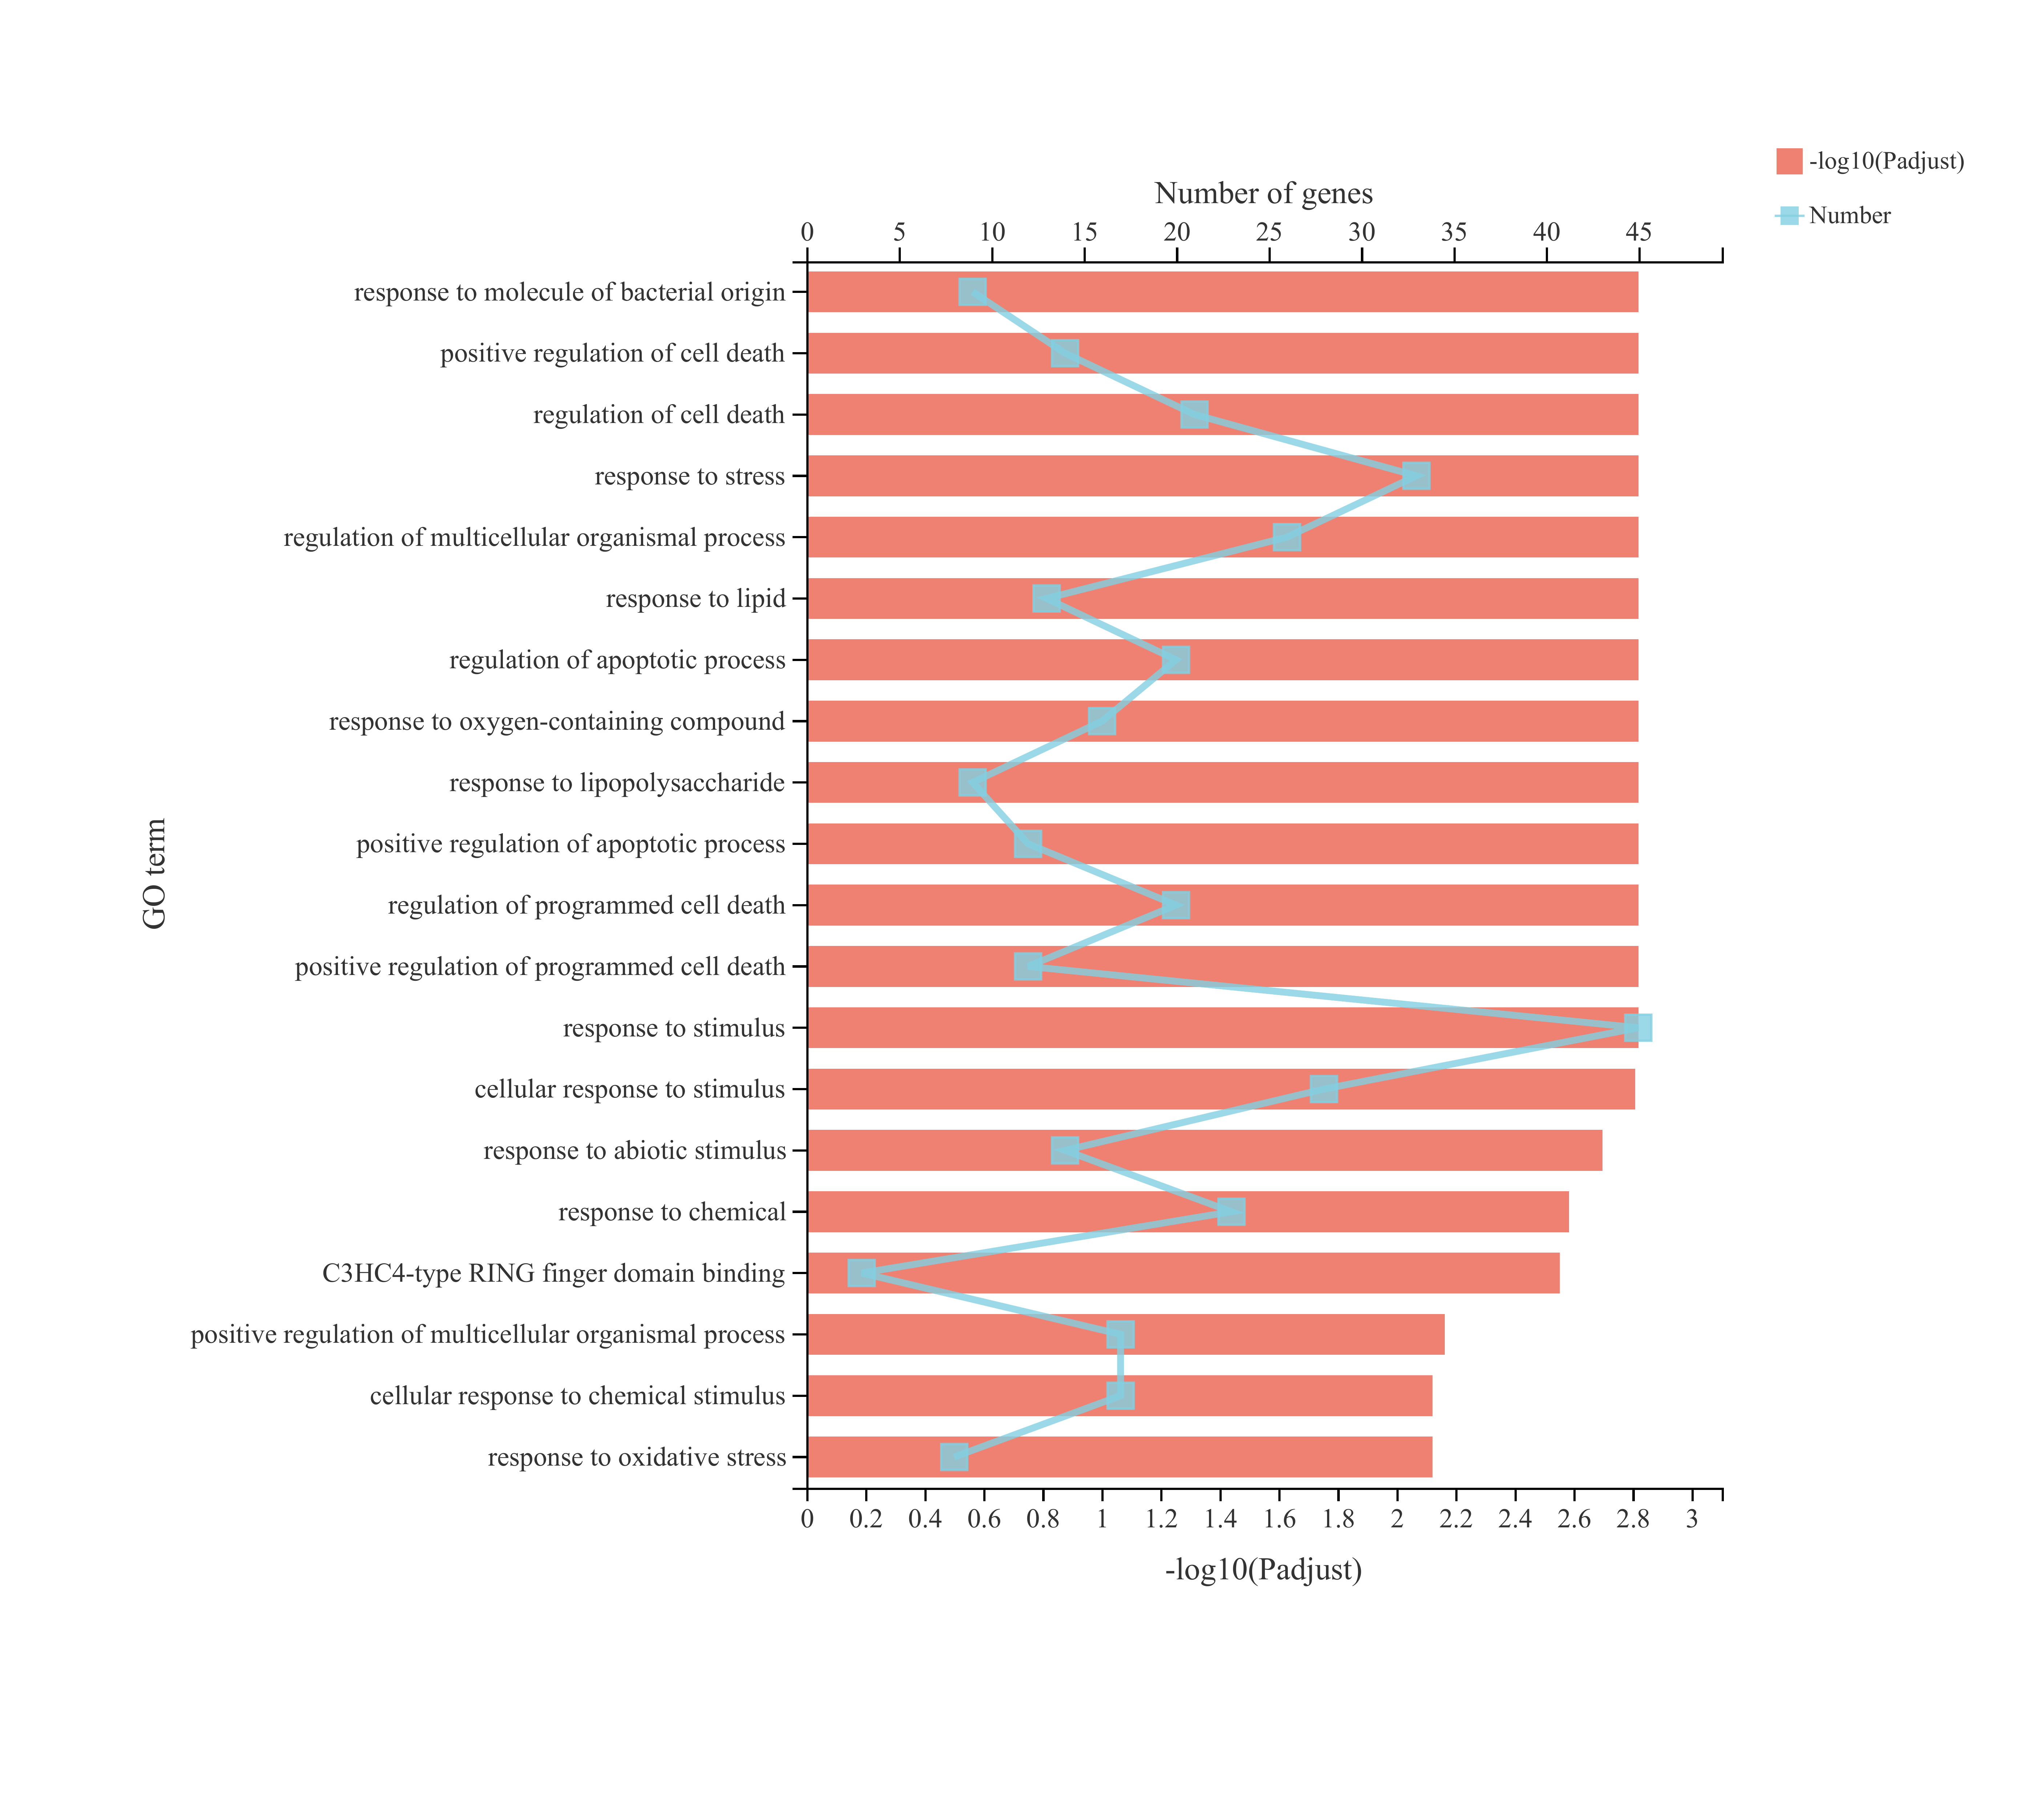 -log10(Padjust)
Number
Number of genes
0 5 10 15 20 25 30 35 40 45
response to molecule of bacterial origin
positive regulation of cell death
regulation of cell death
response to stress
regulation of multicellular organismal process
response to lipid
regulation of apoptotic process
response to oxygen-containing compound
response to lipopolysaccharide
positive regulation of apoptotic process
regulation of programmed cell death
positive regulation of programmed cell death
response to stimulus
cellular response to stimulus
response to abiotic stimulus
response to chemical
C3HC4-type RING finger domain binding
positive regulation of multicellular organismal process
cellular response to chemical stimulus
response to oxidative stress
GO term
0 0.2 0.4 0.6 0.8 1 1.2 1.4 1.6 1.8 2 2.2 2.4 2.6 2.8 3
-log10(Padjust)